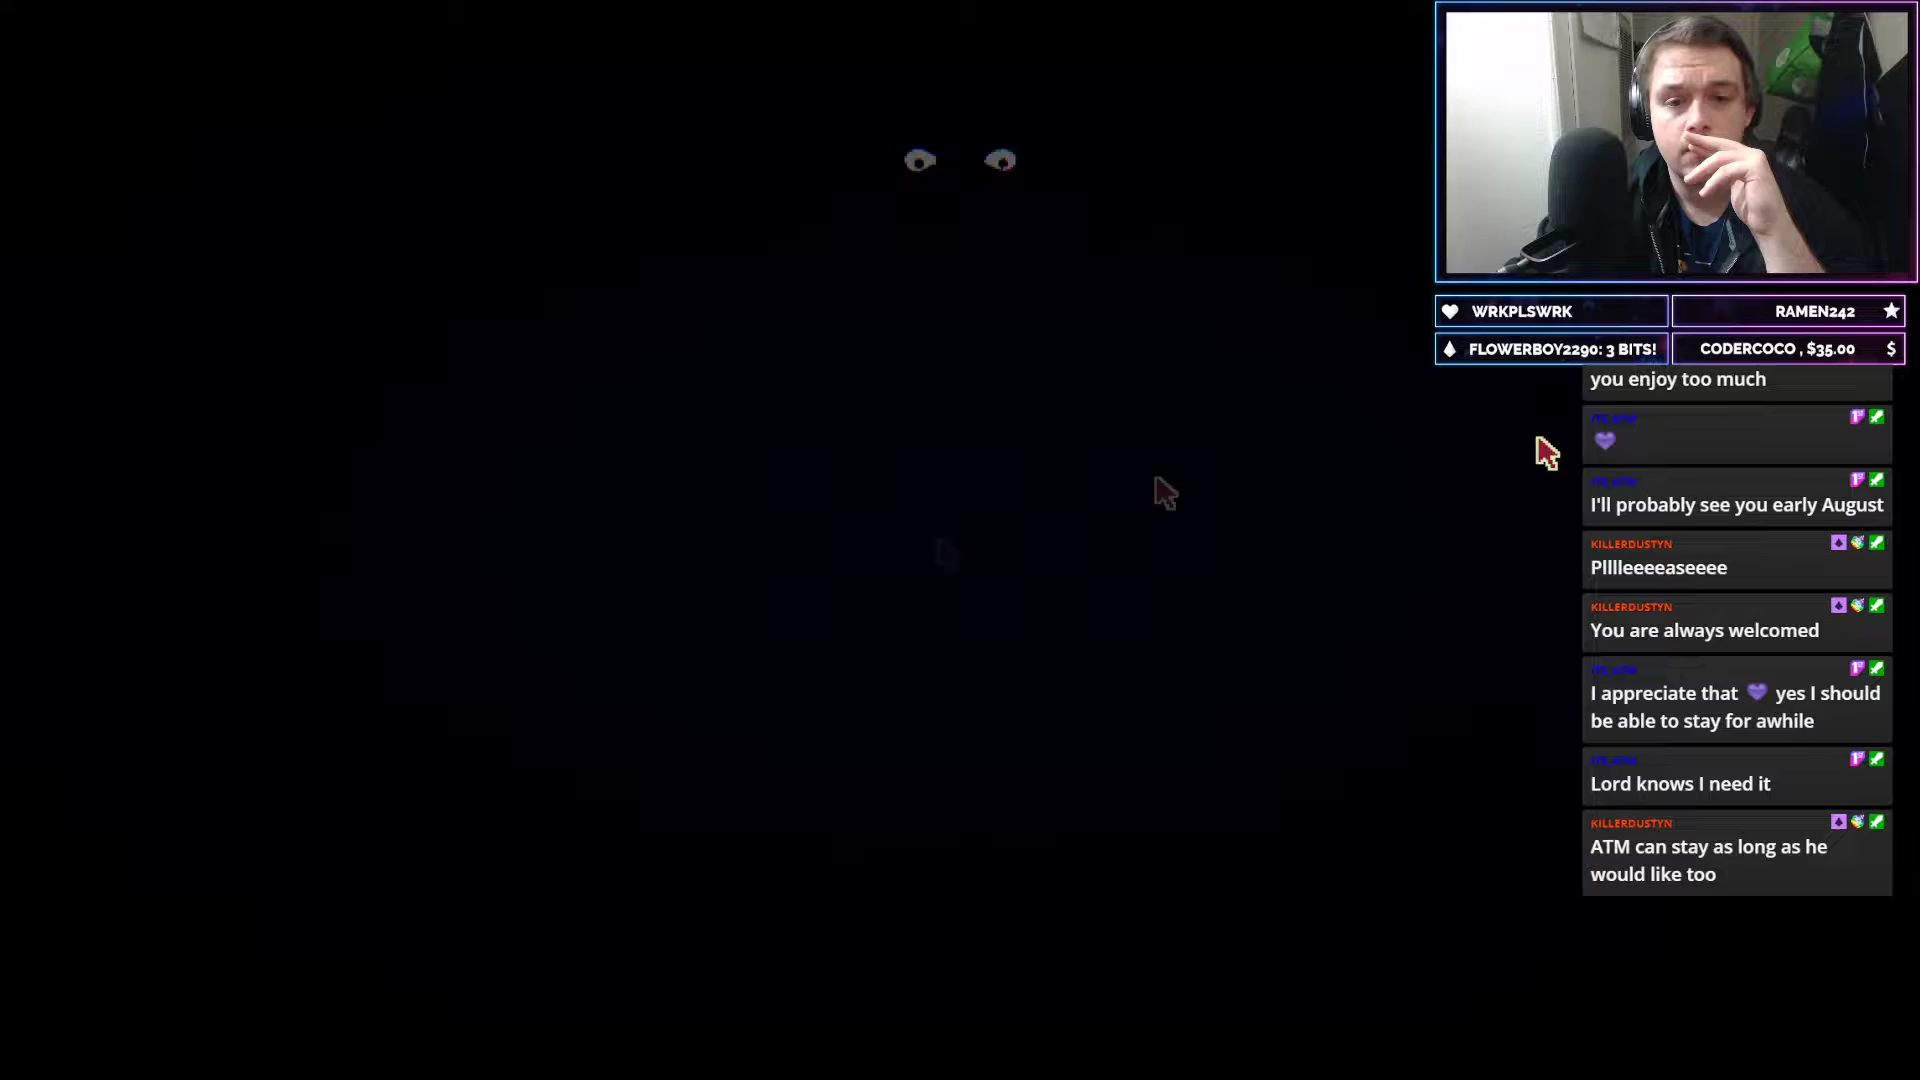 WRKPLSWRK
RAMEN242
FLOWERBOY2290: 3 BITS!
CODERCOCO , $35.00 $
you enjoy too much
I'll probably see you early August
KILLERDUSTYN
Plllleeeeaseeee
KILLERDUSTYN
You are always welcomed
I appreciate that 💜 yes I should
be able to stay for awhile
Lord knows I need it
KILLERDUSTYN
ATM can stay as long as he
would like too